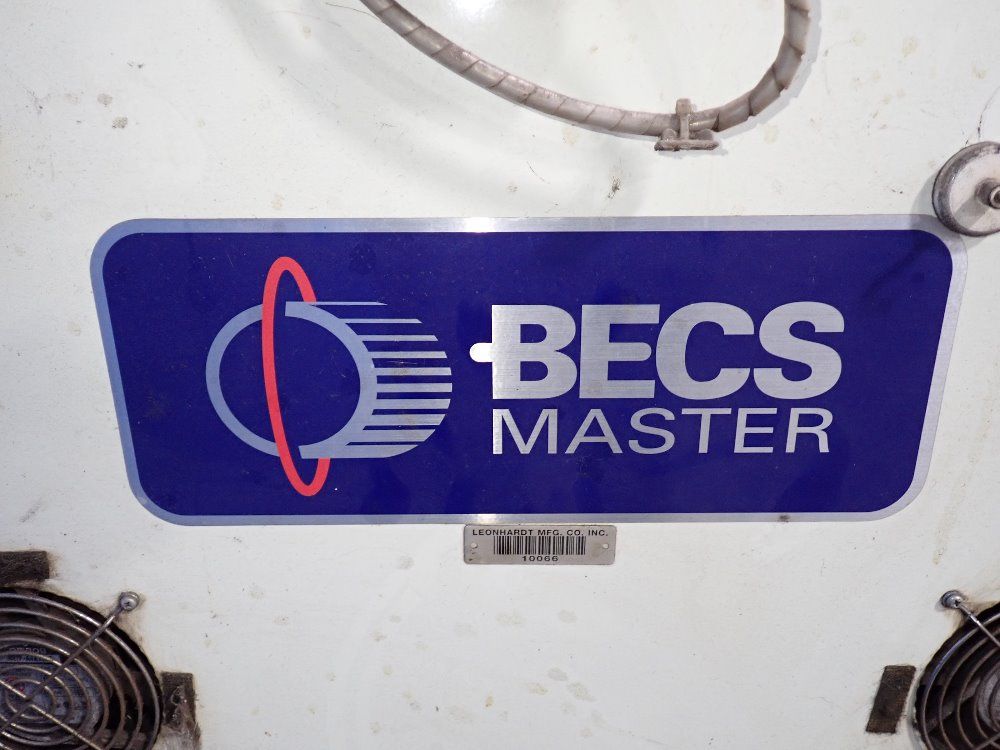 BECS
MASTER
LEONHARDT MFG. CO. INC.
10066